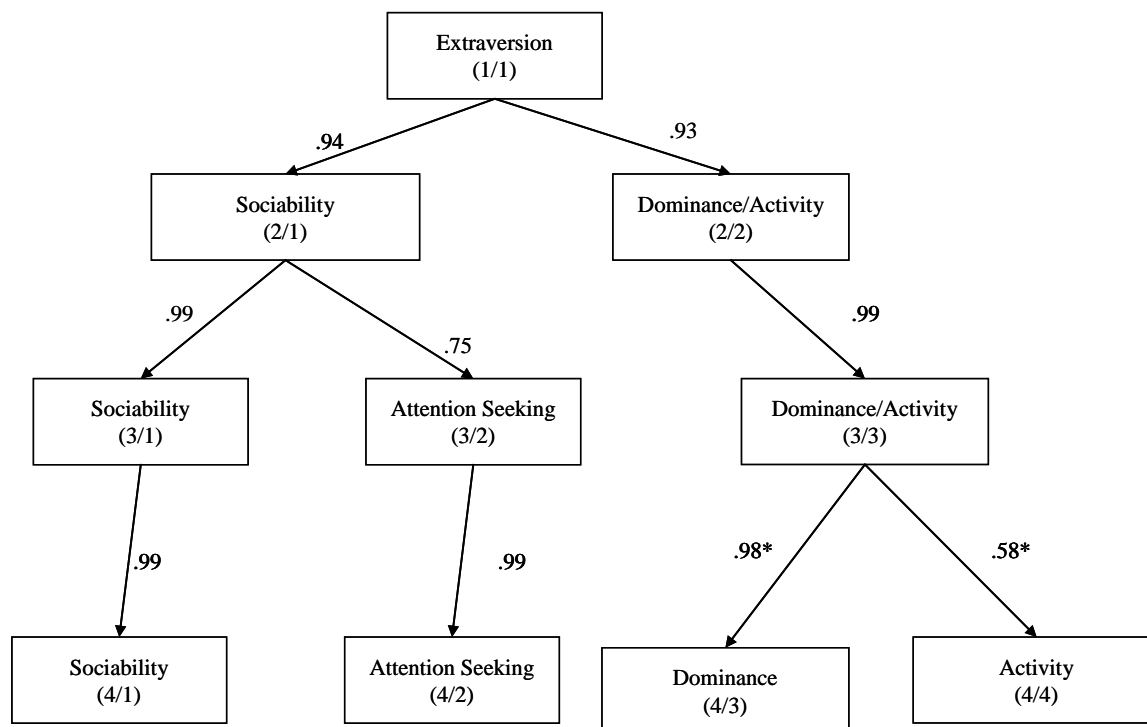 Extraversion
(1/1)
.94
.93
Sociability
(2/1)
Dominance/Activity
(2/2)
.99
.75
.99
Sociability
(3/1)
Attention Seeking
(3/2)
Dominance/Activity
(3/3)
.99
.99
.98*
.58*
Sociability
(4/1)
Attention Seeking
(4/2)
Dominance
(4/3)
Activity
(4/4)